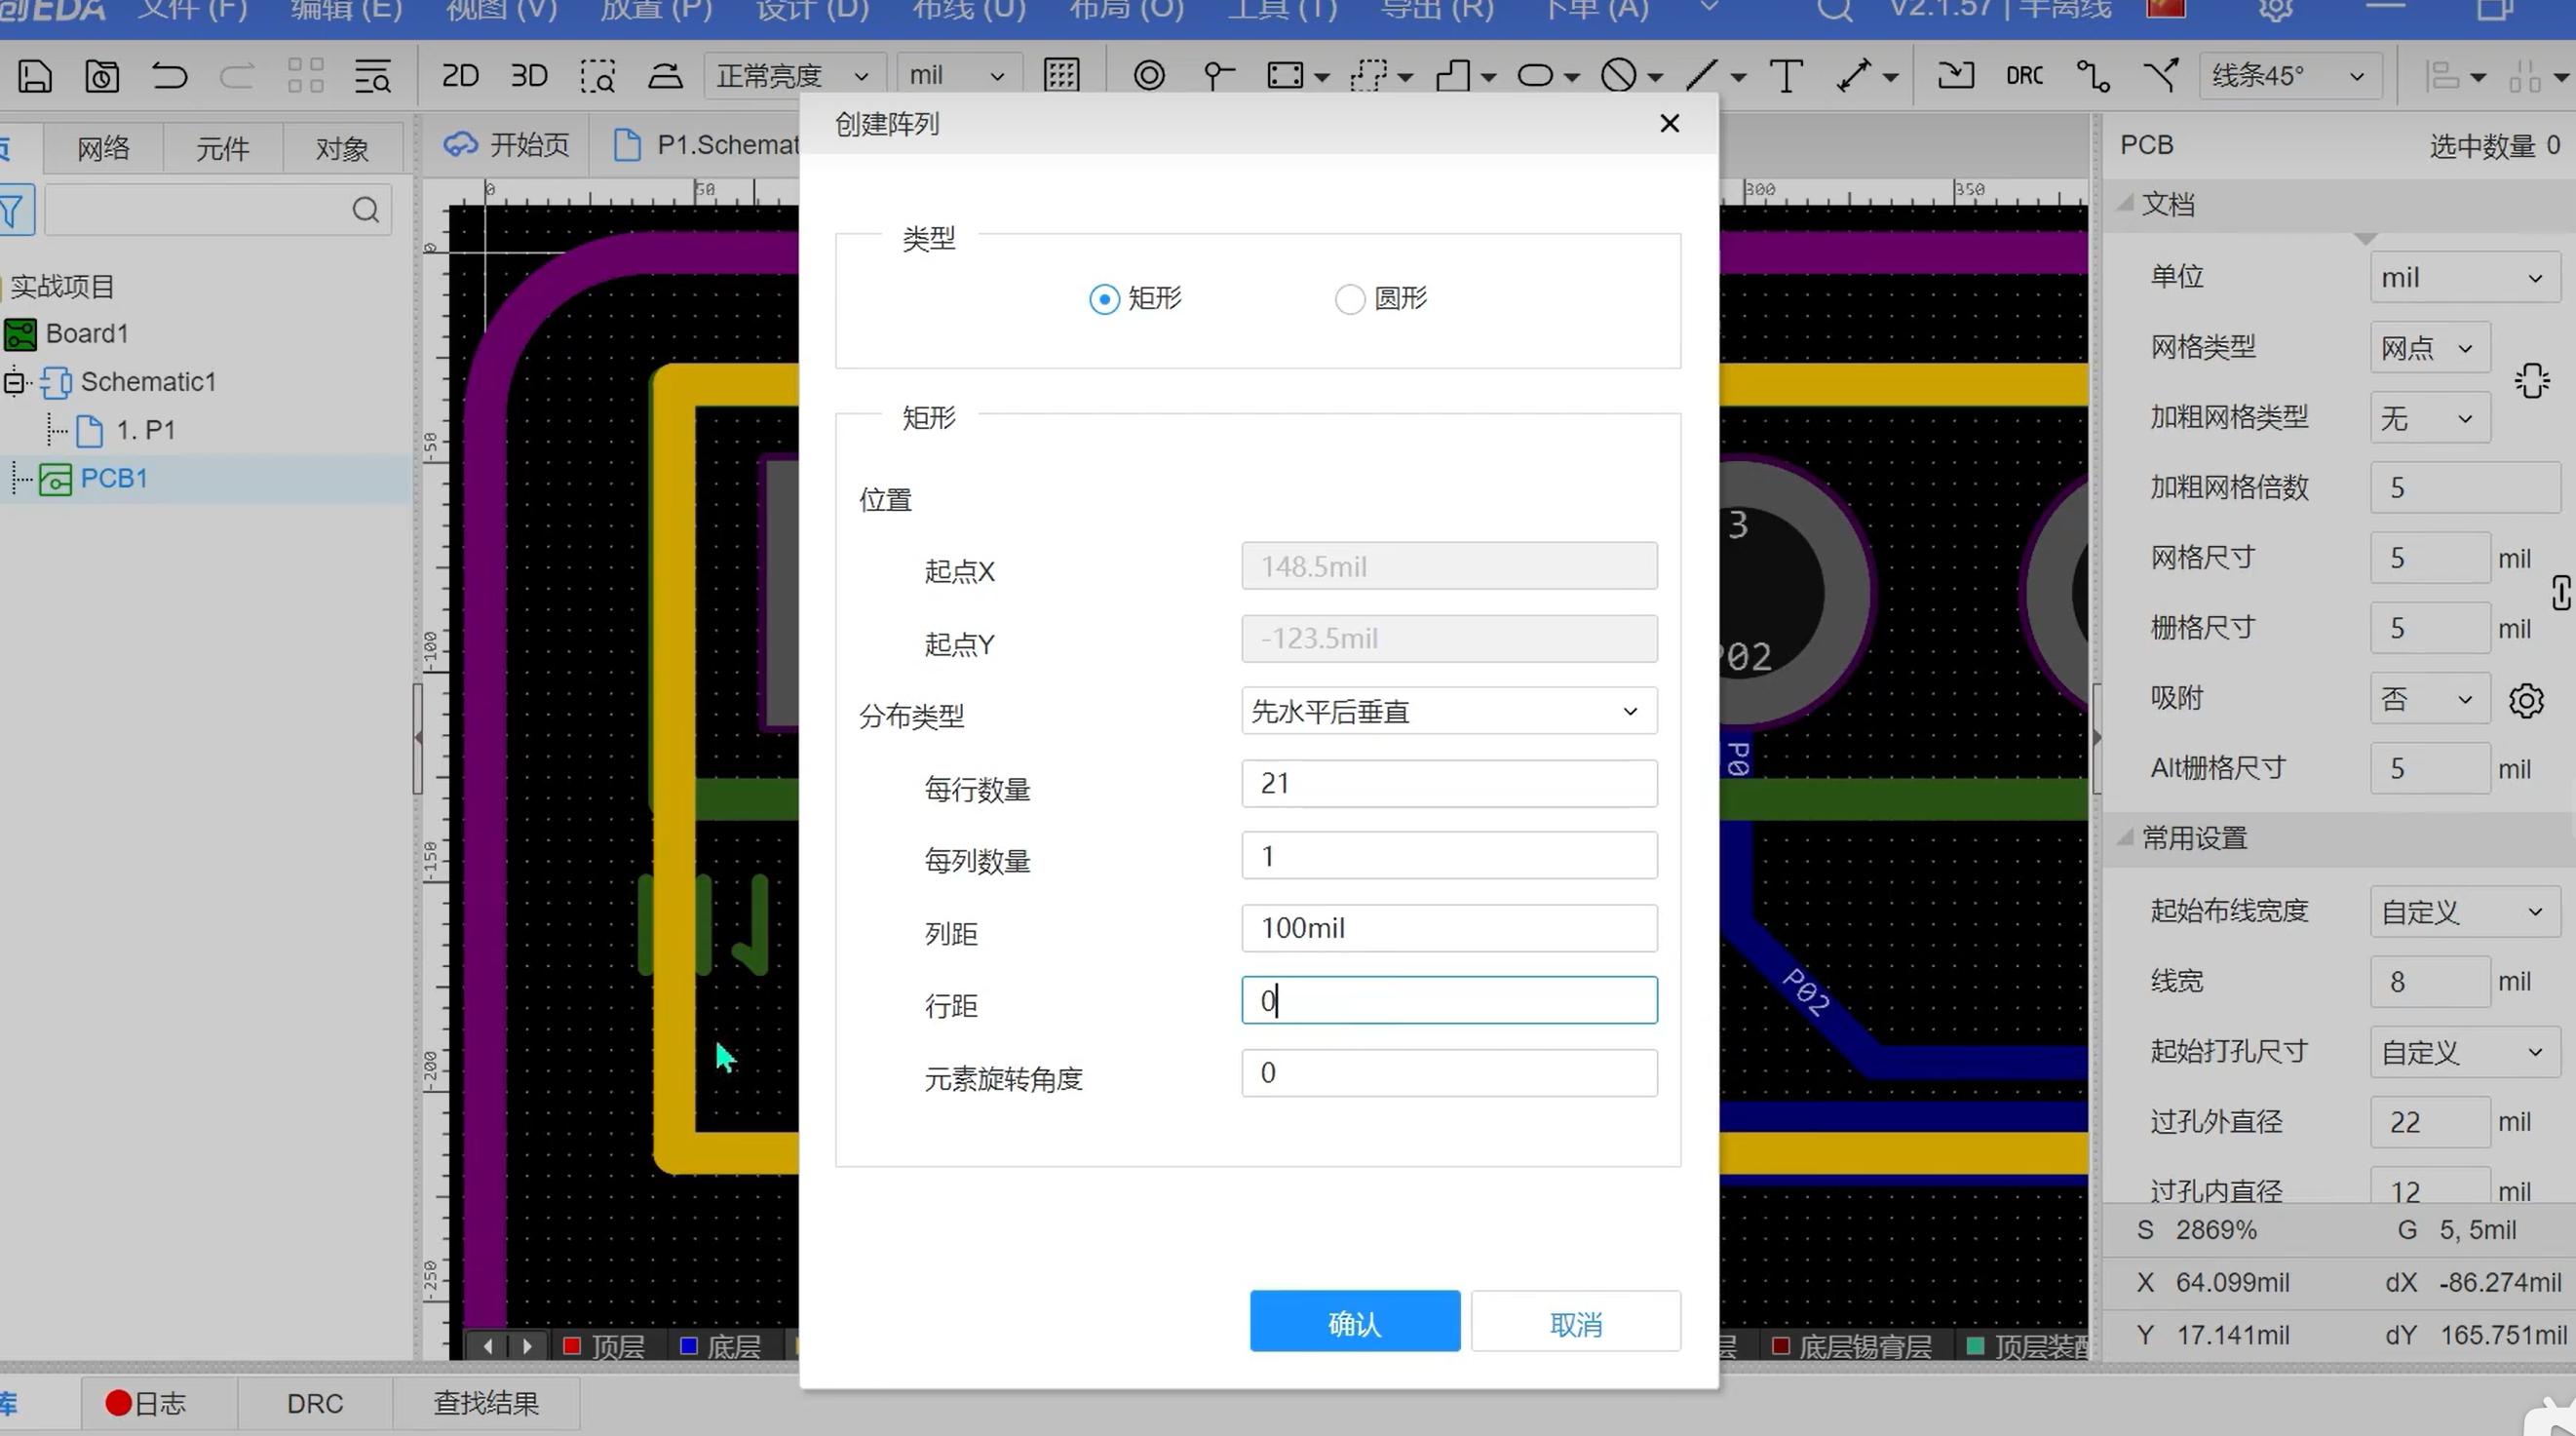 创EDA 文件 (F) 编辑 (E) 视图 (V) 放置 (P) 设计 (D) 布线 (U) 布局 (O) 工具 (T) 导出 (R) 下单 (A) V2.1.57 | 半离线
2D 3D 正常亮度 mil T DRC 线条45°
页 网络 元件 对象
开始页 P1.Schemat
实战项目
Board1
Schematic1
1. P1
PCB1
0 50 300 350
0
-50
-100
-150
-200
-250
创建阵列
类型
矩形 圆形
矩形
位置
起点X 148.5mil
起点Y -123.5mil
分布类型 先水平后垂直
每行数量 21
每列数量 1
列距 100mil
行距 0
元素旋转角度 0
确认 取消
3
P02
P0
P02
PCB 选中数量 0
文档
单位 mil
网格类型 网点
加粗网格类型 无
加粗网格倍数 5
网格尺寸 5 mil
栅格尺寸 5 mil
吸附 否
Alt栅格尺寸 5 mil
常用设置
起始布线宽度 自定义
线宽 8 mil
起始打孔尺寸 自定义
过孔外直径 22 mil
过孔内直径 12 mil
S 2869% G 5, 5mil
X 64.099mil dX -86.274mil
Y 17.141mil dY 165.751mil
顶层 底层 层 底层锡膏层 顶层装配
库 日志 DRC 查找结果